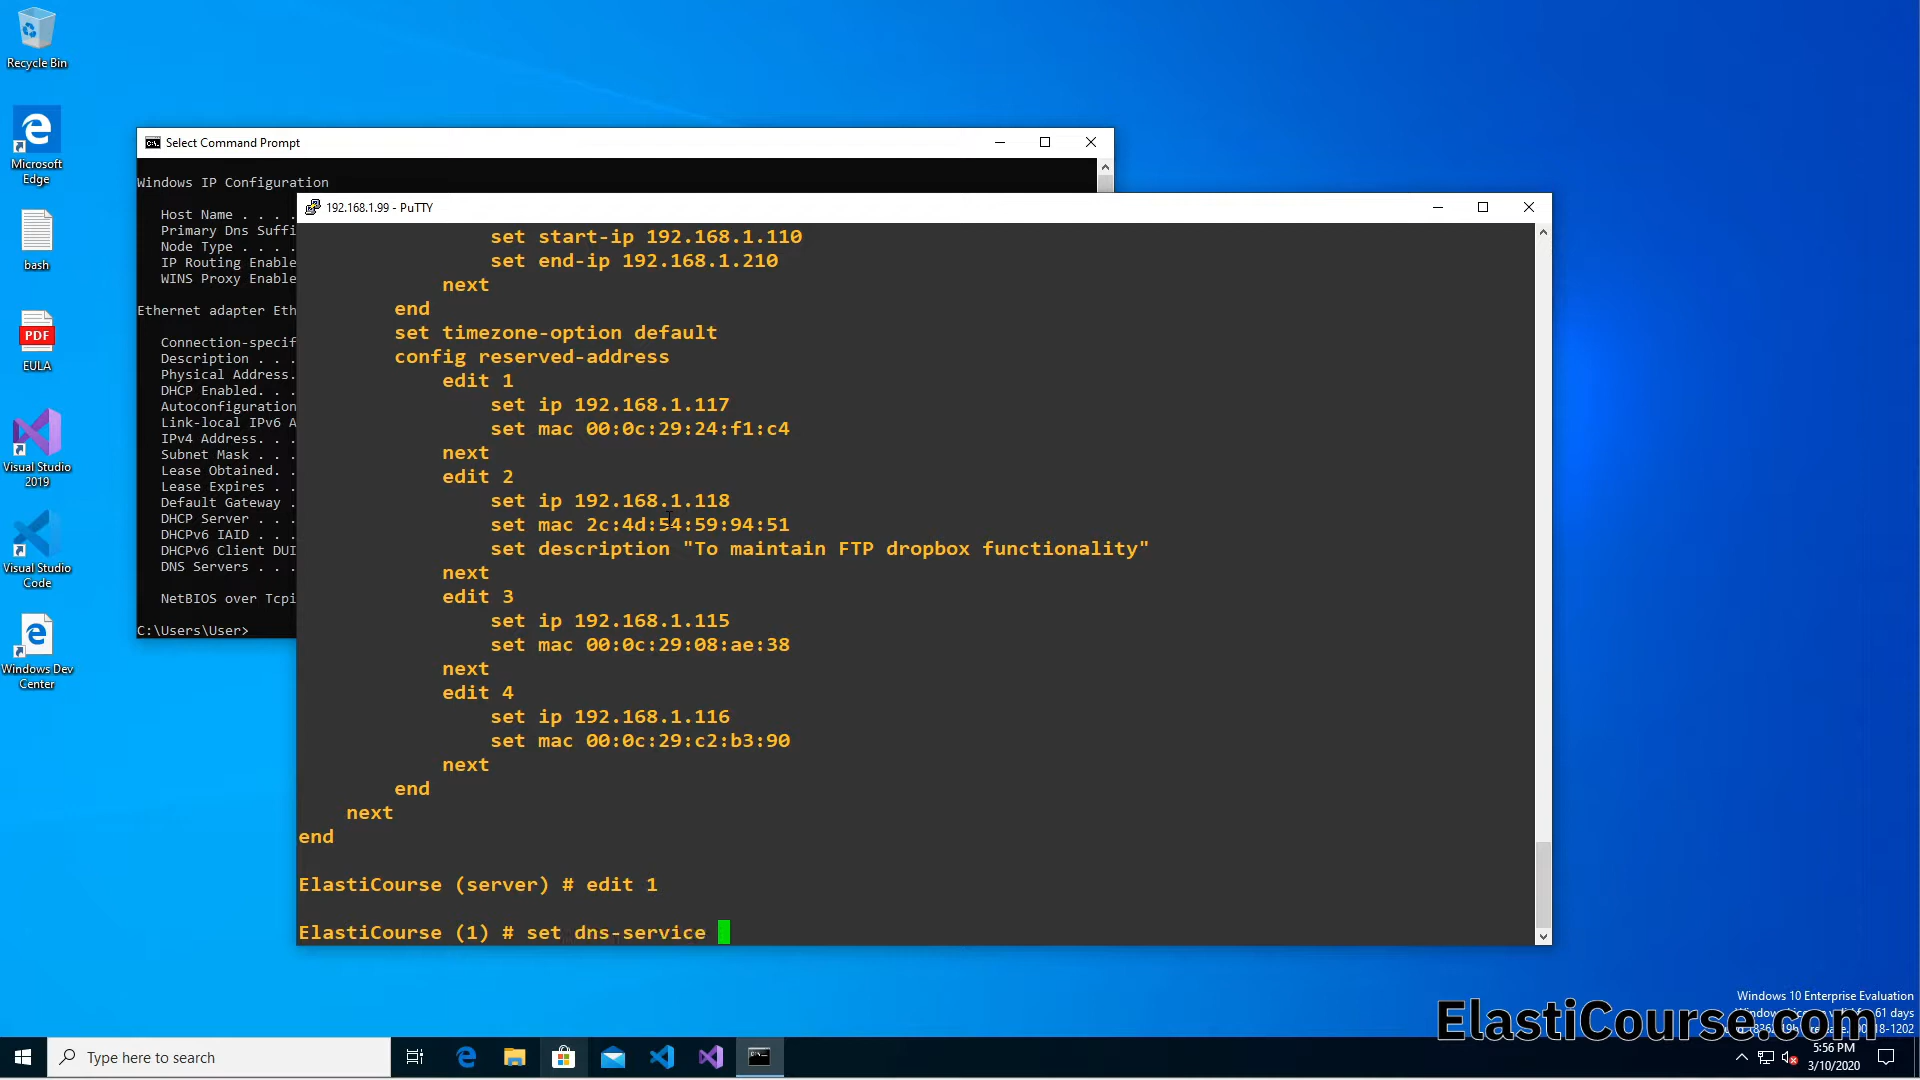 Recycle Bin
Microsoft
Edge
bash
PDF
EULA
Visual Studio
2019
Visual Studio
Code
Windows Dev
Center
Select Command Prompt
Windows IP Configuration
Host Name . . . .
Primary Dns Suffi
Node Type . . . .
IP Routing Enable
WINS Proxy Enable
Ethernet adapter Eth
Connection-specif
Description . . .
Physical Address.
DHCP Enabled. . .
Autoconfiguration
Link-local IPv6 A
IPv4 Address. . .
Subnet Mask . . .
Lease Obtained. .
Lease Expires . .
Default Gateway .
DHCP Server . . .
DHCPv6 IAID . . .
DHCPv6 Client DUI
DNS Servers . . .
NetBIOS over Tcpi
C:\Users\User>
192.168.1.99 - PuTTY
set start-ip 192.168.1.110
set end-ip 192.168.1.210
next
end
set timezone-option default
config reserved-address
edit 1
set ip 192.168.1.117
set mac 00:0c:29:24:f1:c4
next
edit 2
set ip 192.168.1.118
set mac 2c:4d:54:59:94:51
set description "To maintain FTP dropbox functionality"
next
edit 3
set ip 192.168.1.115
set mac 00:0c:29:08:ae:38
next
edit 4
set ip 192.168.1.116
set mac 00:0c:29:c2:b3:90
next
end
next
end
ElastiCourse (server) # edit 1
ElastiCourse (1) # set dns-service
Windows 10 Enterprise Evaluation
61 days
ElastiCourse.com
Type here to search
5:56 PM
3/10/2020